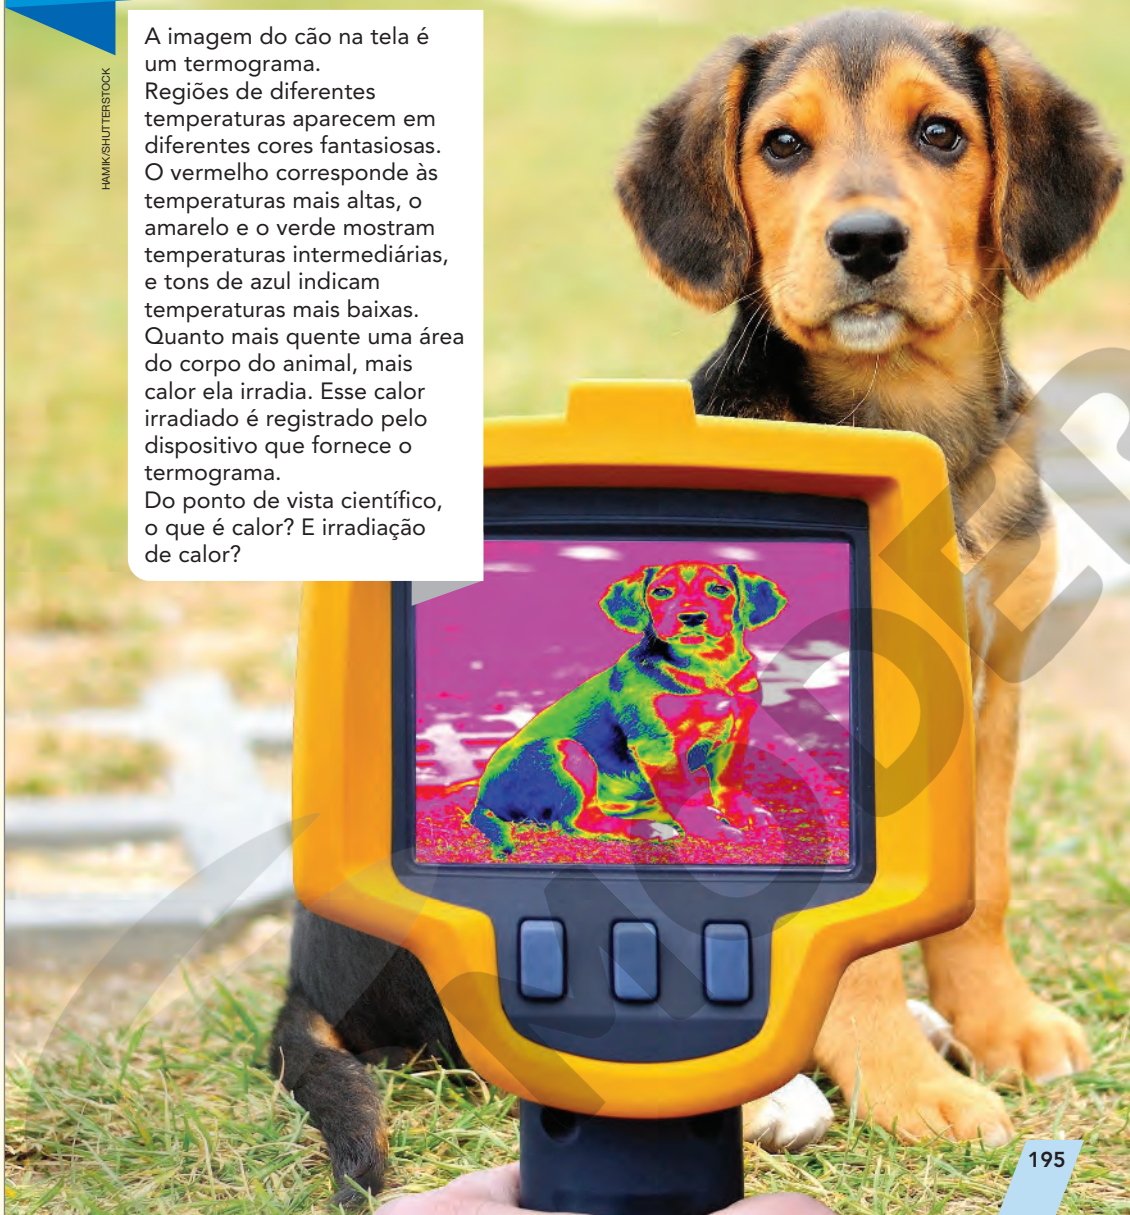 HAMIK/SHUTTERSTOCK
A imagem do cão na tela é
um termograma.
Regiões de diferentes
temperaturas aparecem em
diferentes cores fantasiosas.
O vermelho corresponde às
temperaturas mais altas, o
amarelo e o verde mostram
temperaturas intermediárias,
e tons de azul indicam
temperaturas mais baixas.
Quanto mais quente uma área
do corpo do animal, mais
calor ela irradia. Esse calor
irradiado é registrado pelo
dispositivo que fornece o
termograma.
Do ponto de vista científico,
o que é calor? E irradiação
de calor?
195